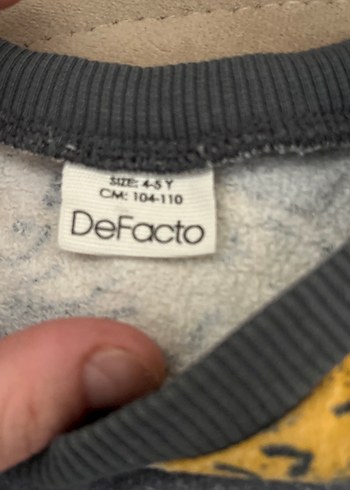 SIZE: 4-5 Y
CM: 104-110
DeFacto